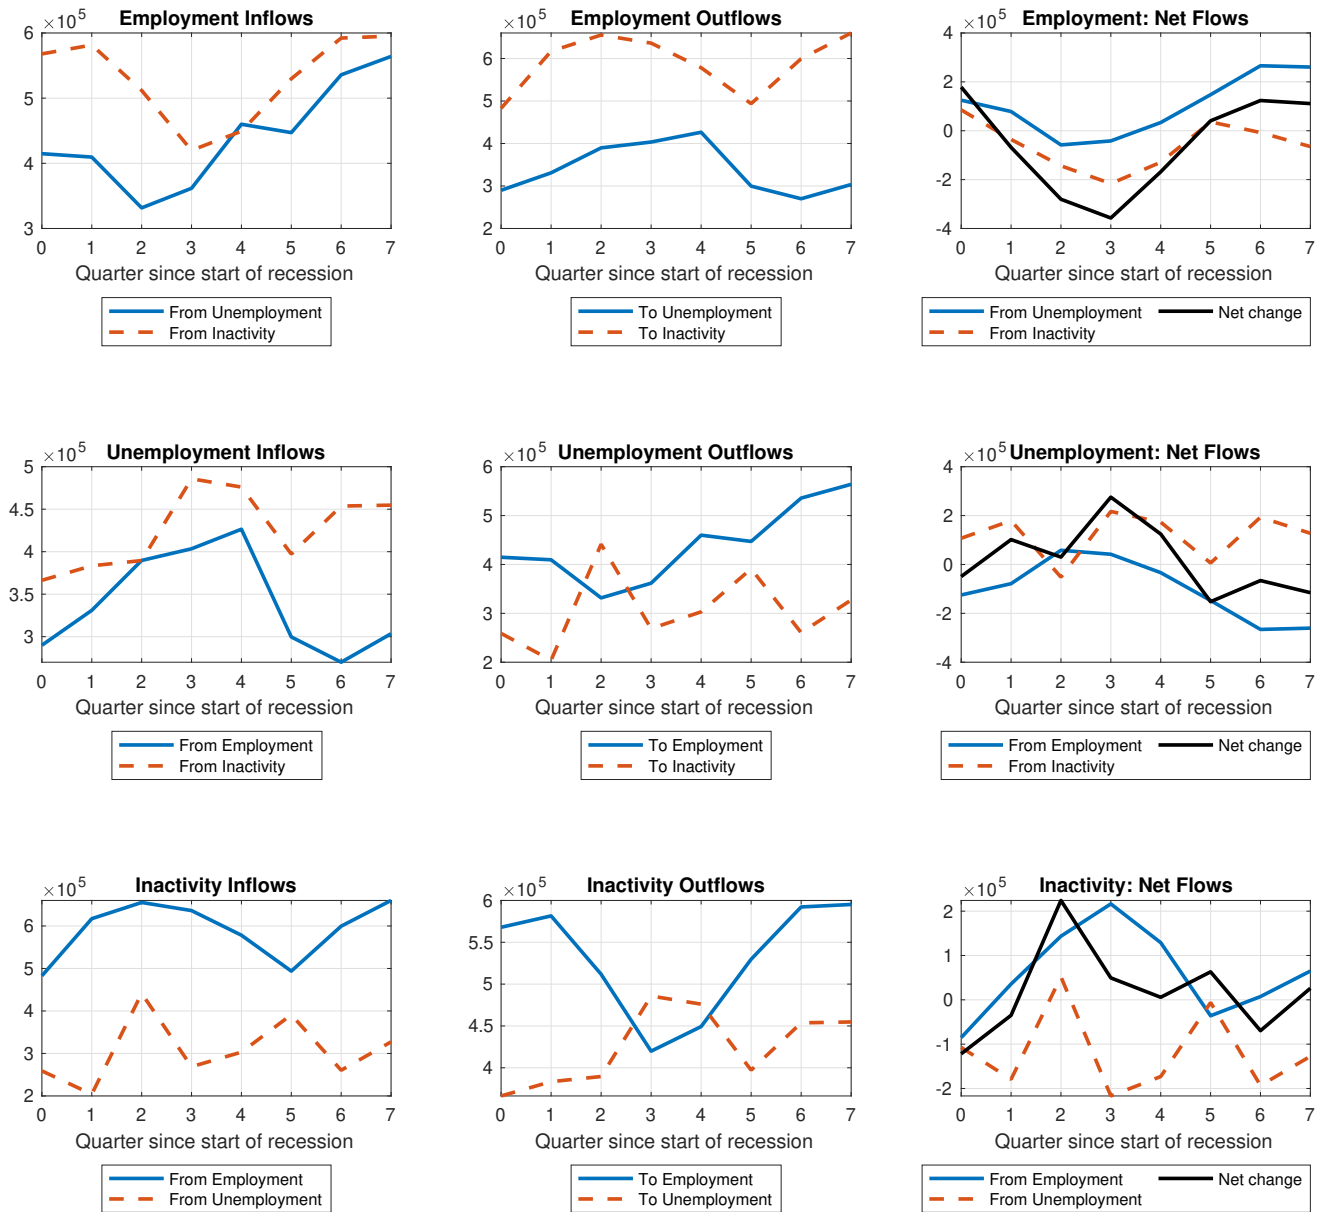 Employment Inflows
×10^5
6
5
4
3
0 1 2 3 4 5 6 7
Quarter since start of recession
From Unemployment
From Inactivity
Employment Outflows
×10^5
6
5
4
3
2
0 1 2 3 4 5 6 7
Quarter since start of recession
To Unemployment
To Inactivity
Employment: Net Flows
×10^5
4
2
0
-2
-4
0 1 2 3 4 5 6 7
Quarter since start of recession
From Unemployment Net change
From Inactivity
Unemployment Inflows
×10^5
5
4.5
4
3.5
3
0 1 2 3 4 5 6 7
Quarter since start of recession
From Employment
From Inactivity
Unemployment Outflows
×10^5
6
5
4
3
2
0 1 2 3 4 5 6 7
Quarter since start of recession
To Employment
To Inactivity
Unemployment: Net Flows
×10^5
4
2
0
-2
-4
0 1 2 3 4 5 6 7
Quarter since start of recession
From Employment Net change
From Inactivity
Inactivity Inflows
×10^5
6
5
4
3
2
0 1 2 3 4 5 6 7
Quarter since start of recession
From Employment
From Unemployment
Inactivity Outflows
×10^5
6
5.5
5
4.5
4
0 1 2 3 4 5 6 7
Quarter since start of recession
To Employment
To Unemployment
Inactivity: Net Flows
×10^5
2
1
0
-1
-2
0 1 2 3 4 5 6 7
Quarter since start of recession
From Employment Net change
From Unemployment